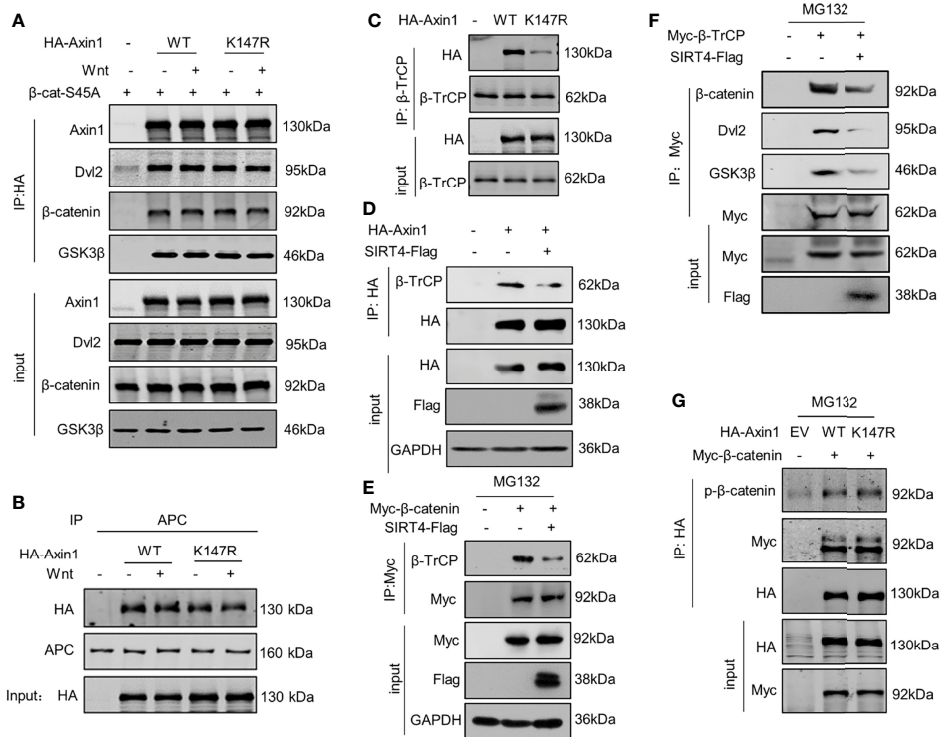 A
HA-Axin1 - WT K147R
Wnt - - + - +
β-cat-S45A + + + + +
IP:HA
Axin1 130kDa
Dvl2 95kDa
β-catenin 92kDa
GSK3β 46kDa
input
Axin1 130kDa
Dvl2 95kDa
β-catenin 92kDa
GSK3β 46kDa
B
IP APC
HA-Axin1 WT K147R
Wnt - - + - +
HA 130 kDa
APC 160 kDa
Input: HA 130 kDa
C
HA-Axin1 - WT K147R
IP: β-TrCP
HA 130kDa
β-TrCP 62kDa
input
HA 130kDa
β-TrCP 62kDa
D
HA-Axin1 - + +
SIRT4-Flag - - +
IP: HA
β-TrCP 62kDa
HA 130kDa
input
HA 130kDa
Flag 38kDa
GAPDH 36kDa
E
MG132
Myc-β-catenin - + +
SIRT4-Flag - - +
IP:Myc
β-TrCP 62kDa
Myc 92kDa
input
Myc 92kDa
Flag 38kDa
GAPDH 36kDa
F
MG132
Myc-β-TrCP - + +
SIRT4-Flag - - +
IP: Myc
β-catenin 92kDa
Dvl2 95kDa
GSK3β 46kDa
Myc 62kDa
input
Myc 62kDa
Flag 38kDa
G
MG132
HA-Axin1 EV WT K147R
Myc-β-catenin - + +
IP: HA
p-β-catenin 92kDa
Myc 92kDa
HA 130kDa
input
HA 130kDa
Myc 92kDa